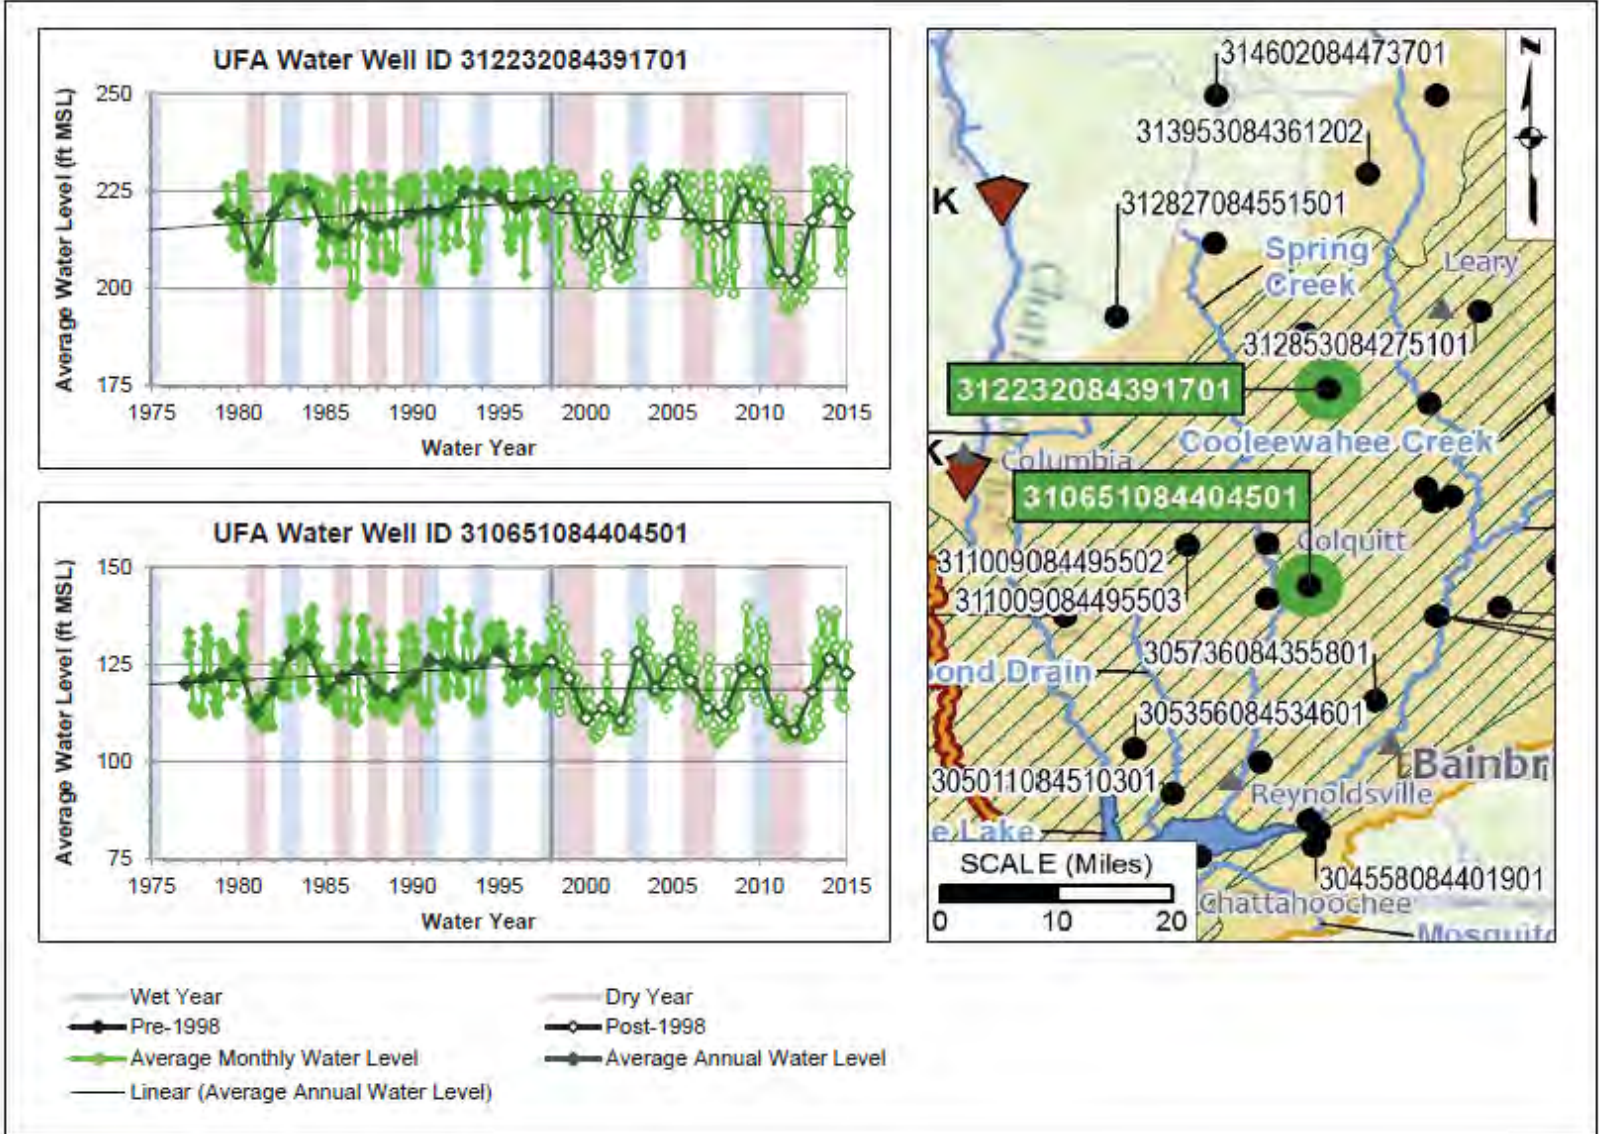 UFA Water Well ID 312232084391701
Average Water Level (ft MSL)
250
225
200
175
1975 1980 1985 1990 1995 2000 2005 2010 2015
Water Year
UFA Water Well ID 310651084404501
Average Water Level (ft MSL)
150
125
100
75
1975 1980 1985 1990 1995 2000 2005 2010 2015
Water Year
314602084473701
N
313953084361202
K
312827084551501
Spring
Creek
Leary
312853084275101
312232084391701
Cooleewahee Creek
K
Columbia
310651084404501
Colquitt
311009084495502
311009084495503
305736084355801
ond Drain
305356084534601
Bainbr
305011084510301
Reynoldsville
e Lake
SCALE (Miles)
0 10 20
304558084401901
Chattahoochee
Mosquito
Wet Year
Dry Year
Pre-1998
Post-1998
Average Monthly Water Level
Average Annual Water Level
Linear (Average Annual Water Level)